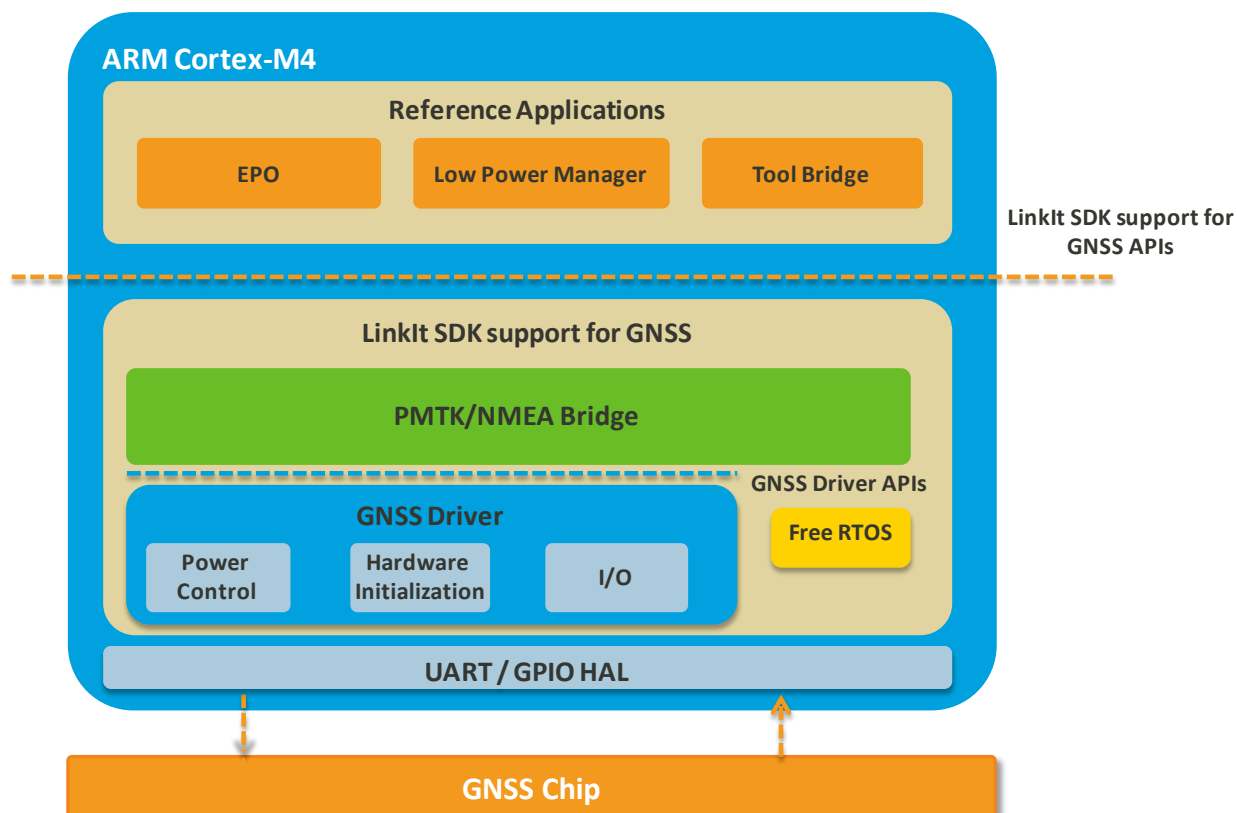 ARM Cortex-M4
Reference Applications
EPO
Low Power Manager
Tool Bridge
LinkIt SDK support for
GNSS APIs
LinkIt SDK support for GNSS
PMTK/NMEA Bridge
GNSS Driver APIs
GNSS Driver
Free RTOS
Power
Control
Hardware
Initialization
I/O
UART / GPIO HAL
GNSS Chip